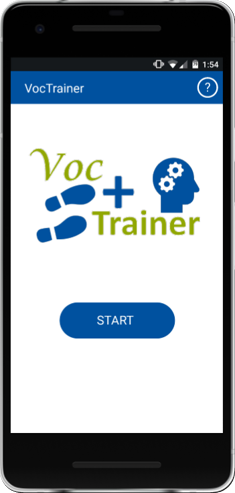 1:54
VocTrainer ?
Voc
+
Trainer
START